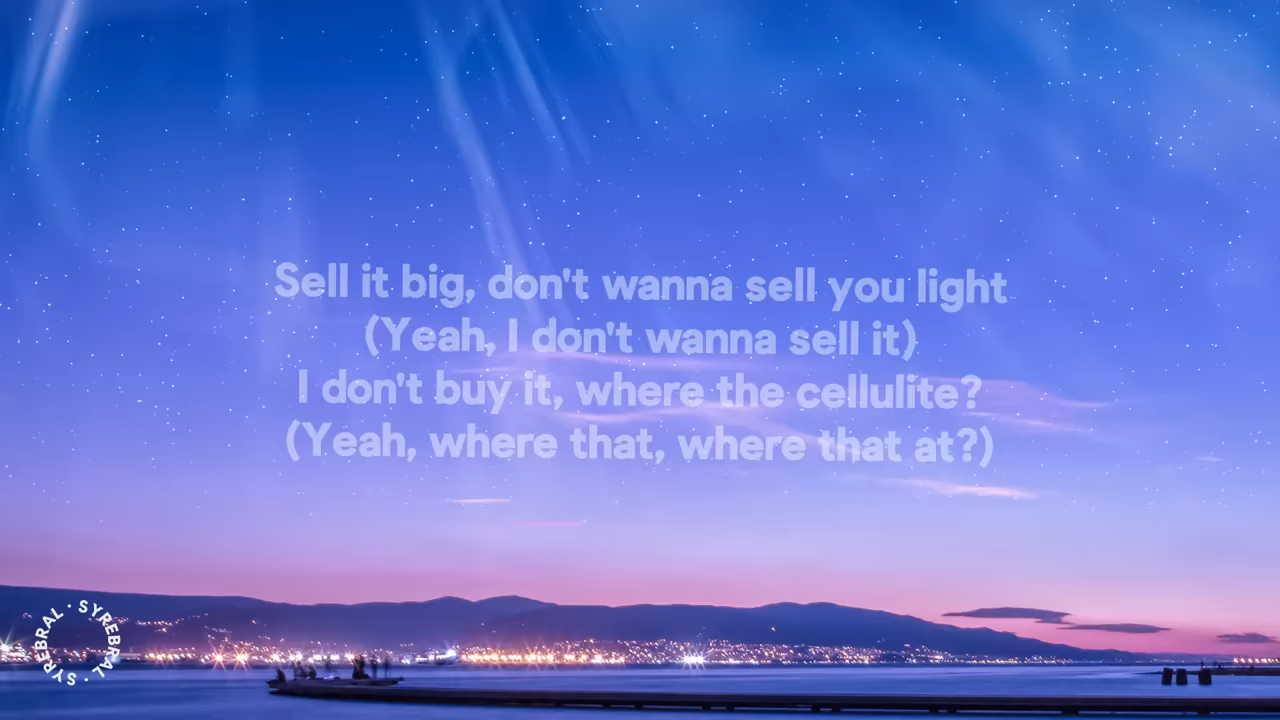 Sell it big, don't wanna sell you light
(Yeah, I don't wanna sell it)
I don't buy it, where the cellulite?
(Yeah, where that, where that at?)
SYREBRAL · SYREBRAL ·